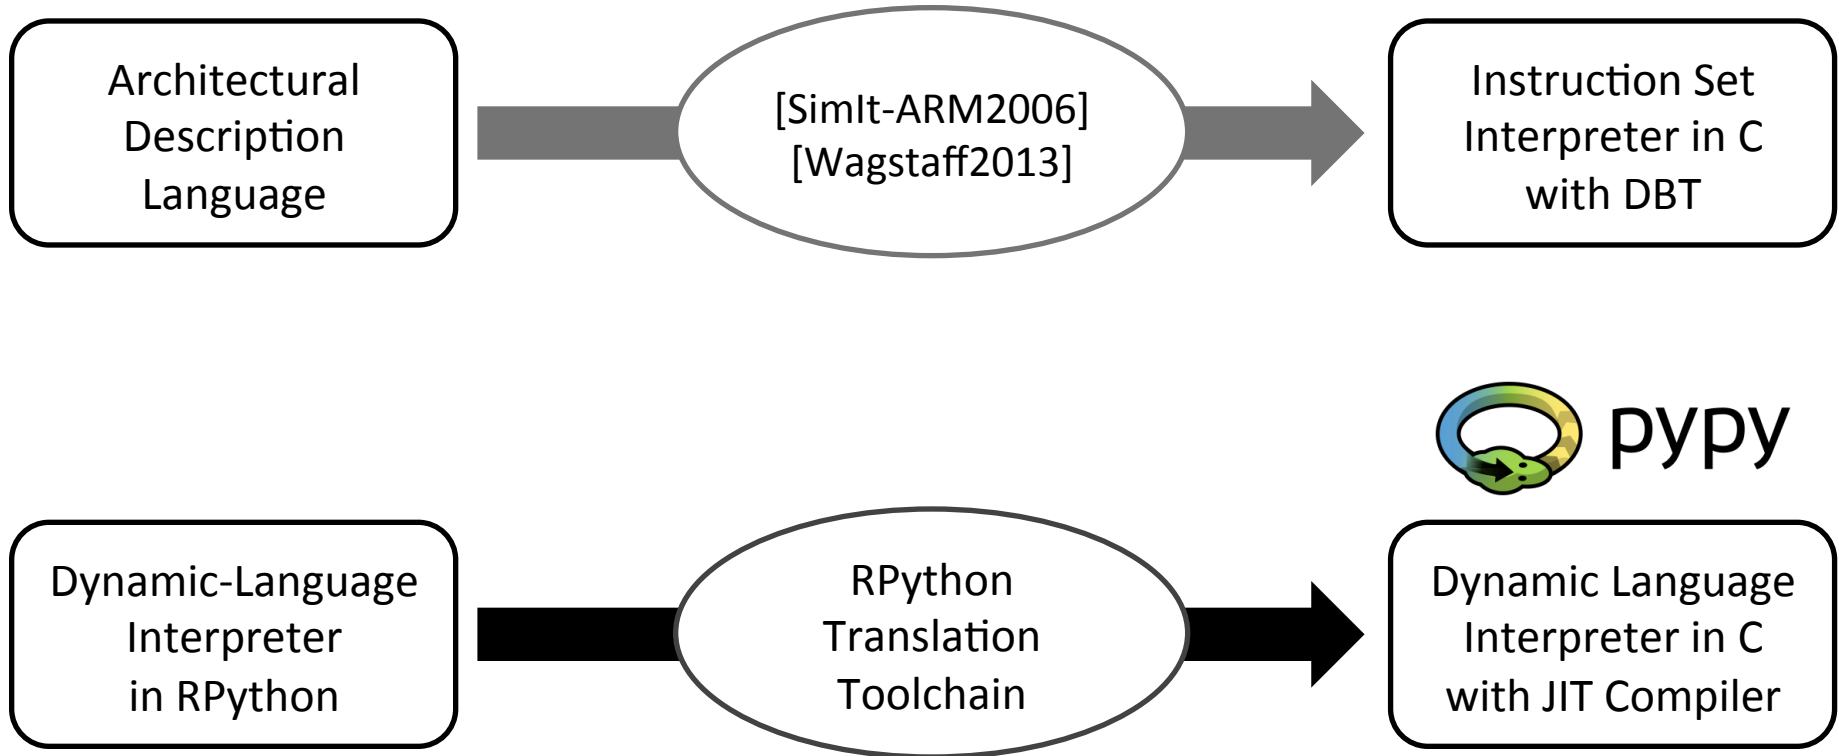 Architectural
Description
Language
[SimIt-ARM2006]
[Wagstaff2013]
Instruction Set
Interpreter in C
with DBT
pypy
Dynamic-Language
Interpreter
in RPython
RPython
Translation
Toolchain
Dynamic Language
Interpreter in C
with JIT Compiler